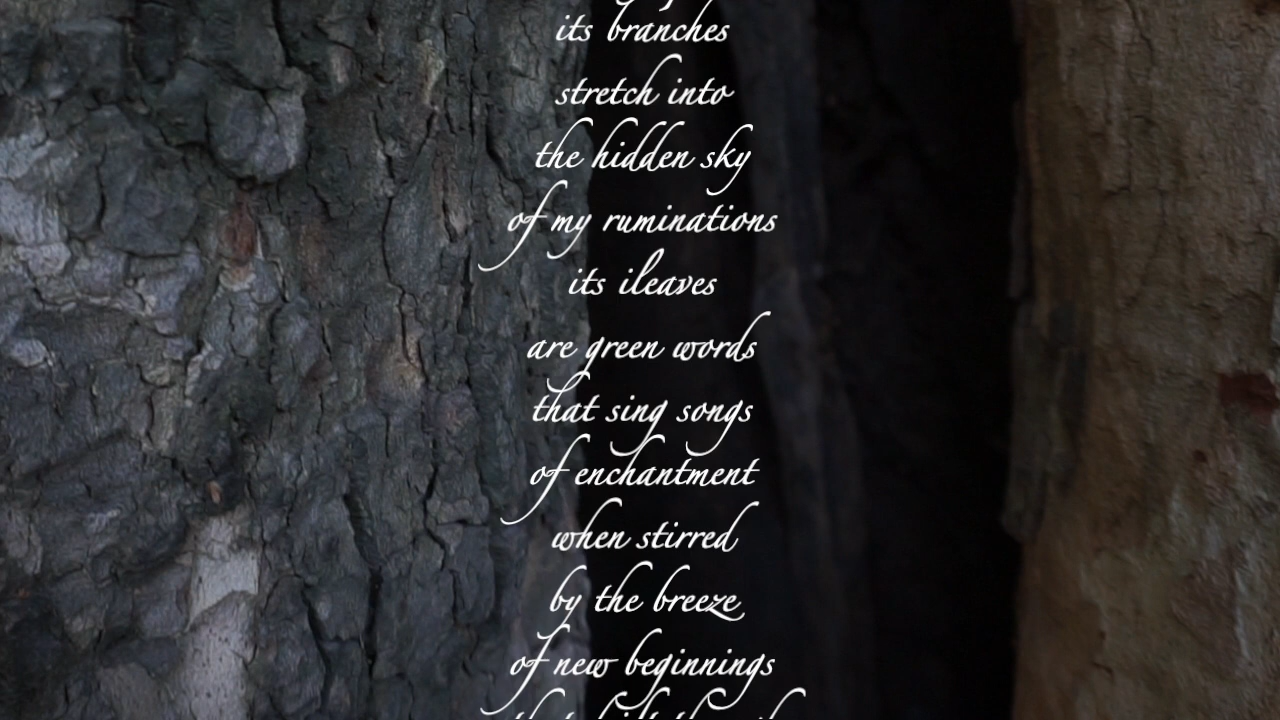 its branches
stretch into
the hidden sky
of my ruminations
its ileaves
are green words
that sing songs
of enchantment
when stirred
by the breeze
of new beginnings